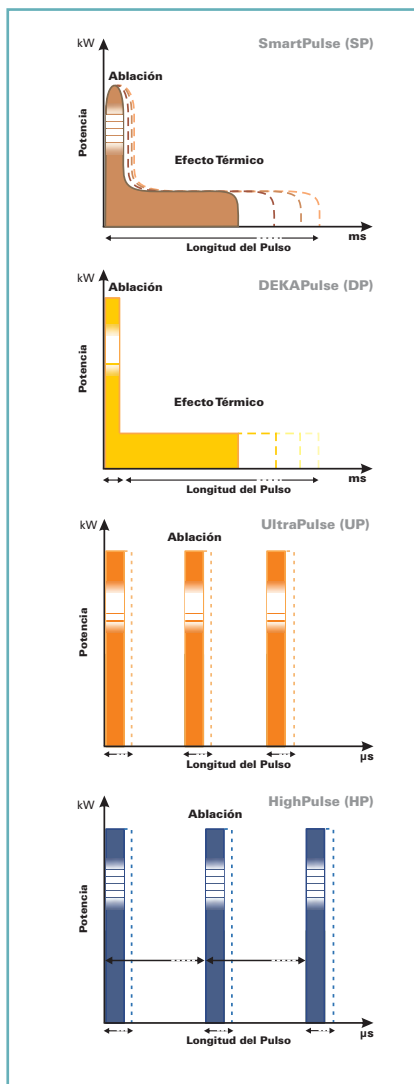 kW
SmartPulse (SP)
Ablación
Potencia
Efecto Térmico
ms
Longitud del Pulso
kW
DEKAPulse (DP)
Ablación
Potencia
Efecto Térmico
ms
Longitud del Pulso
kW
UltraPulse (UP)
Ablación
Potencia
µs
Longitud del Pulso
kW
HighPulse (HP)
Ablación
Potencia
µs
Longitud del Pulso